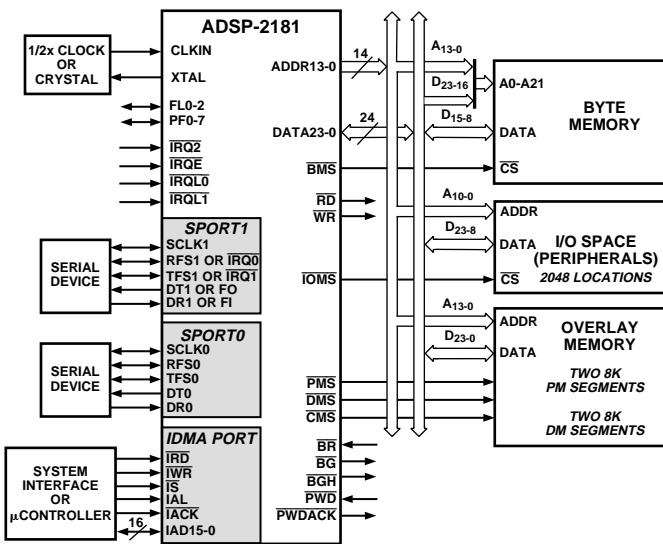 ADSP-2181
1/2x CLOCK
OR
CRYSTAL
CLKIN
XTAL
FL0-2
PF0-7
IRQ2
IRQE
IRQL0
IRQL1
SPORT1
SCLK1
RFS1 OR IRQ0
TFS1 OR IRQ1
DT1 OR FO
DR1 OR FI
SERIAL
DEVICE
SPORT0
SCLK0
RFS0
TFS0
DT0
DR0
SERIAL
DEVICE
IDMA PORT
IRD
IWR
IS
IAL
IACK
IAD15-0
16
SYSTEM
INTERFACE
OR
μCONTROLLER
ADDR13-0
14
DATA23-0
24
BMS
RD
WR
IOMS
PMS
DMS
CMS
BR
BG
BGH
PWD
PWDACK
A13-0
D23-16
D15-8
A0-A21
DATA
CS
BYTE
MEMORY
A10-0
D23-8
ADDR
DATA
CS
I/O SPACE
(PERIPHERALS)
2048 LOCATIONS
A13-0
D23-0
ADDR
DATA
OVERLAY
MEMORY
TWO 8K
PM SEGMENTS
TWO 8K
DM SEGMENTS